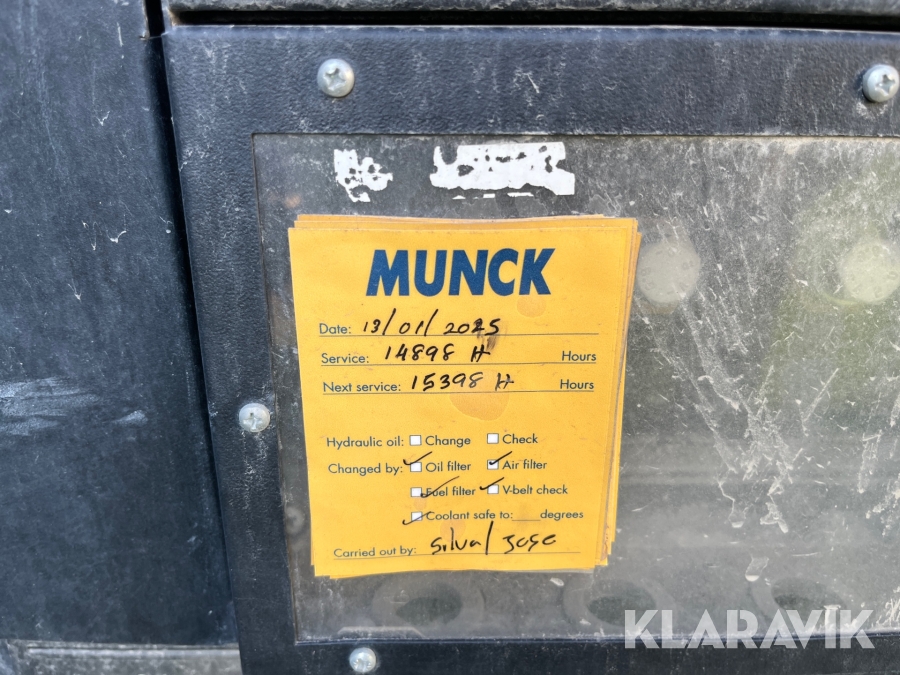 MUNCK
Date: 13/01/2025
Service: 14898 H Hours
Next service: 15398 H Hours
Hydraulic oil: Change Check
Changed by: Oil filter Air filter
Fuel filter V-belt check
Coolant safe to: ___ degrees
Carried out by: Silva/Jose
KLARAVIK